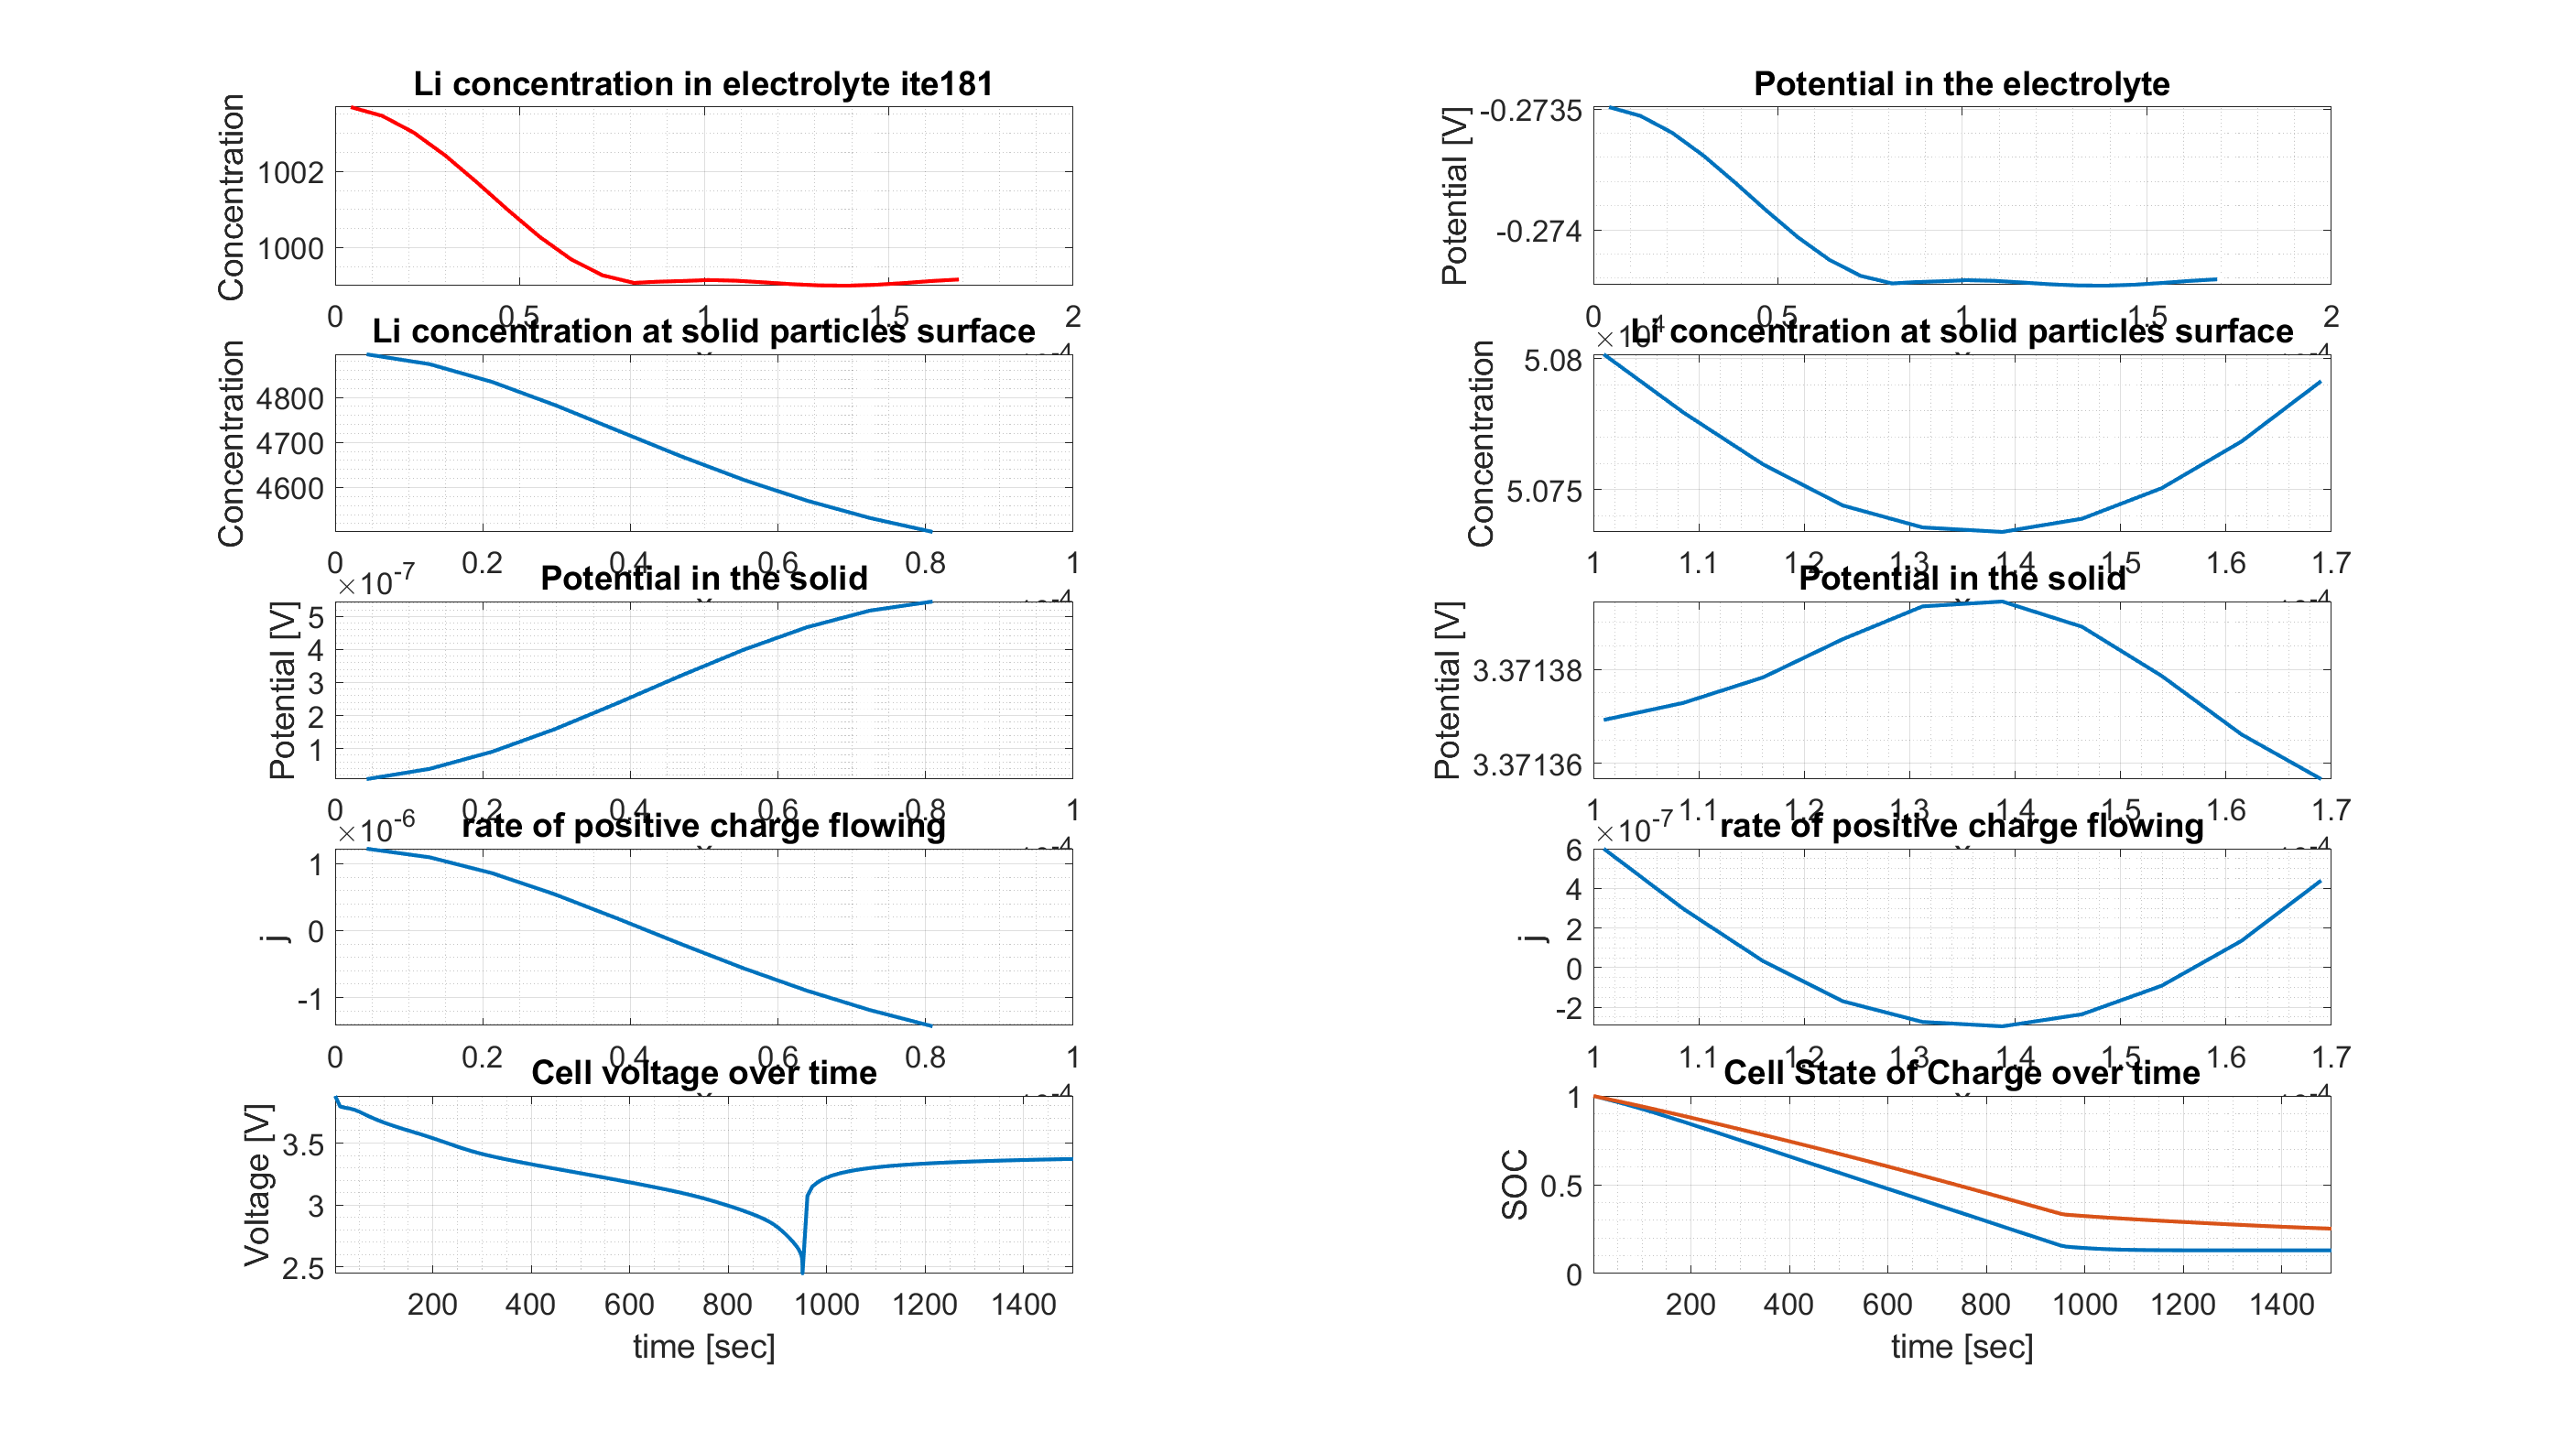 Li concentration in electrolyte ite181
Concentration
1002
1000
0 0.5 1 1.5 2
Potential in the electrolyte
Potential [V]
-0.2735
-0.274
0 0.5 1 1.5 2
Li concentration at solid particles surface
Concentration
4800
4700
4600
0 0.2 0.4 0.6 0.8 1
Li concentration at solid particles surface
Concentration
5.08
5.075
1 1.1 1.2 1.3 1.4 1.5 1.6 1.7
×10-7
Potential in the solid
Potential [V]
5
4
3
2
1
0 0.2 0.4 0.6 0.8 1
Potential in the solid
Potential [V]
3.37138
3.37136
1 1.1 1.2 1.3 1.4 1.5 1.6 1.7
×10-6
rate of positive charge flowing
j
1
0
-1
0 0.2 0.4 0.6 0.8 1
×10-7
rate of positive charge flowing
j
6
4
2
0
-2
1 1.1 1.2 1.3 1.4 1.5 1.6 1.7
Cell voltage over time
Voltage [V]
3.5
3
2.5
200 400 600 800 1000 1200 1400
time [sec]
Cell State of Charge over time
SOC
1
0.5
0
200 400 600 800 1000 1200 1400
time [sec]